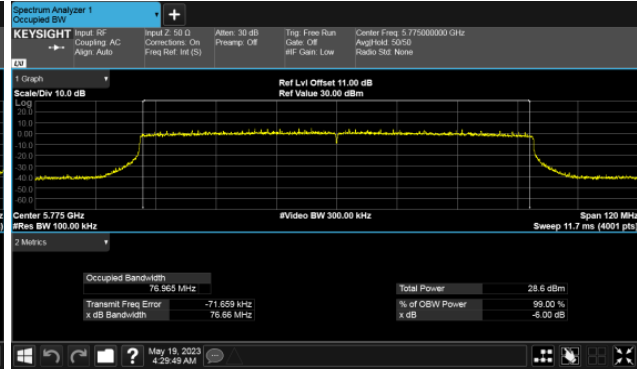 Spectrum Analyzer 1
Occupied BW
+
KEYSIGHT
Input: RF
Coupling: AC
Align: Auto
Input Z: 50 Ω
Corrections: On
Freq Ref: Int (S)
Atten: 30 dB
Preamp: Off
Trig: Free Run
Gate: Off
#IF Gain: Low
Center Freq: 5.775000000 GHz
Avg|Hold: 50/50
Radio Std: None
LXI
1 Graph
Scale/Div 10.0 dB
Ref Lvl Offset 11.00 dB
Ref Value 30.00 dBm
Log
20.0
10.0
0.00
-10.0
-20.0
-30.0
-40.0
-50.0
-60.0
Center 5.775 GHz
#Res BW 100.00 kHz
#Video BW 300.00 kHz
Span 120 MHz
Sweep 11.7 ms (4001 pts)
2 Metrics
Occupied Bandwidth
76.965 MHz
Transmit Freq Error -71.659 kHz
x dB Bandwidth 76.66 MHz
Total Power 28.6 dBm
% of OBW Power 99.00 %
x dB -6.00 dB
?
May 19, 2023
4:29:49 AM